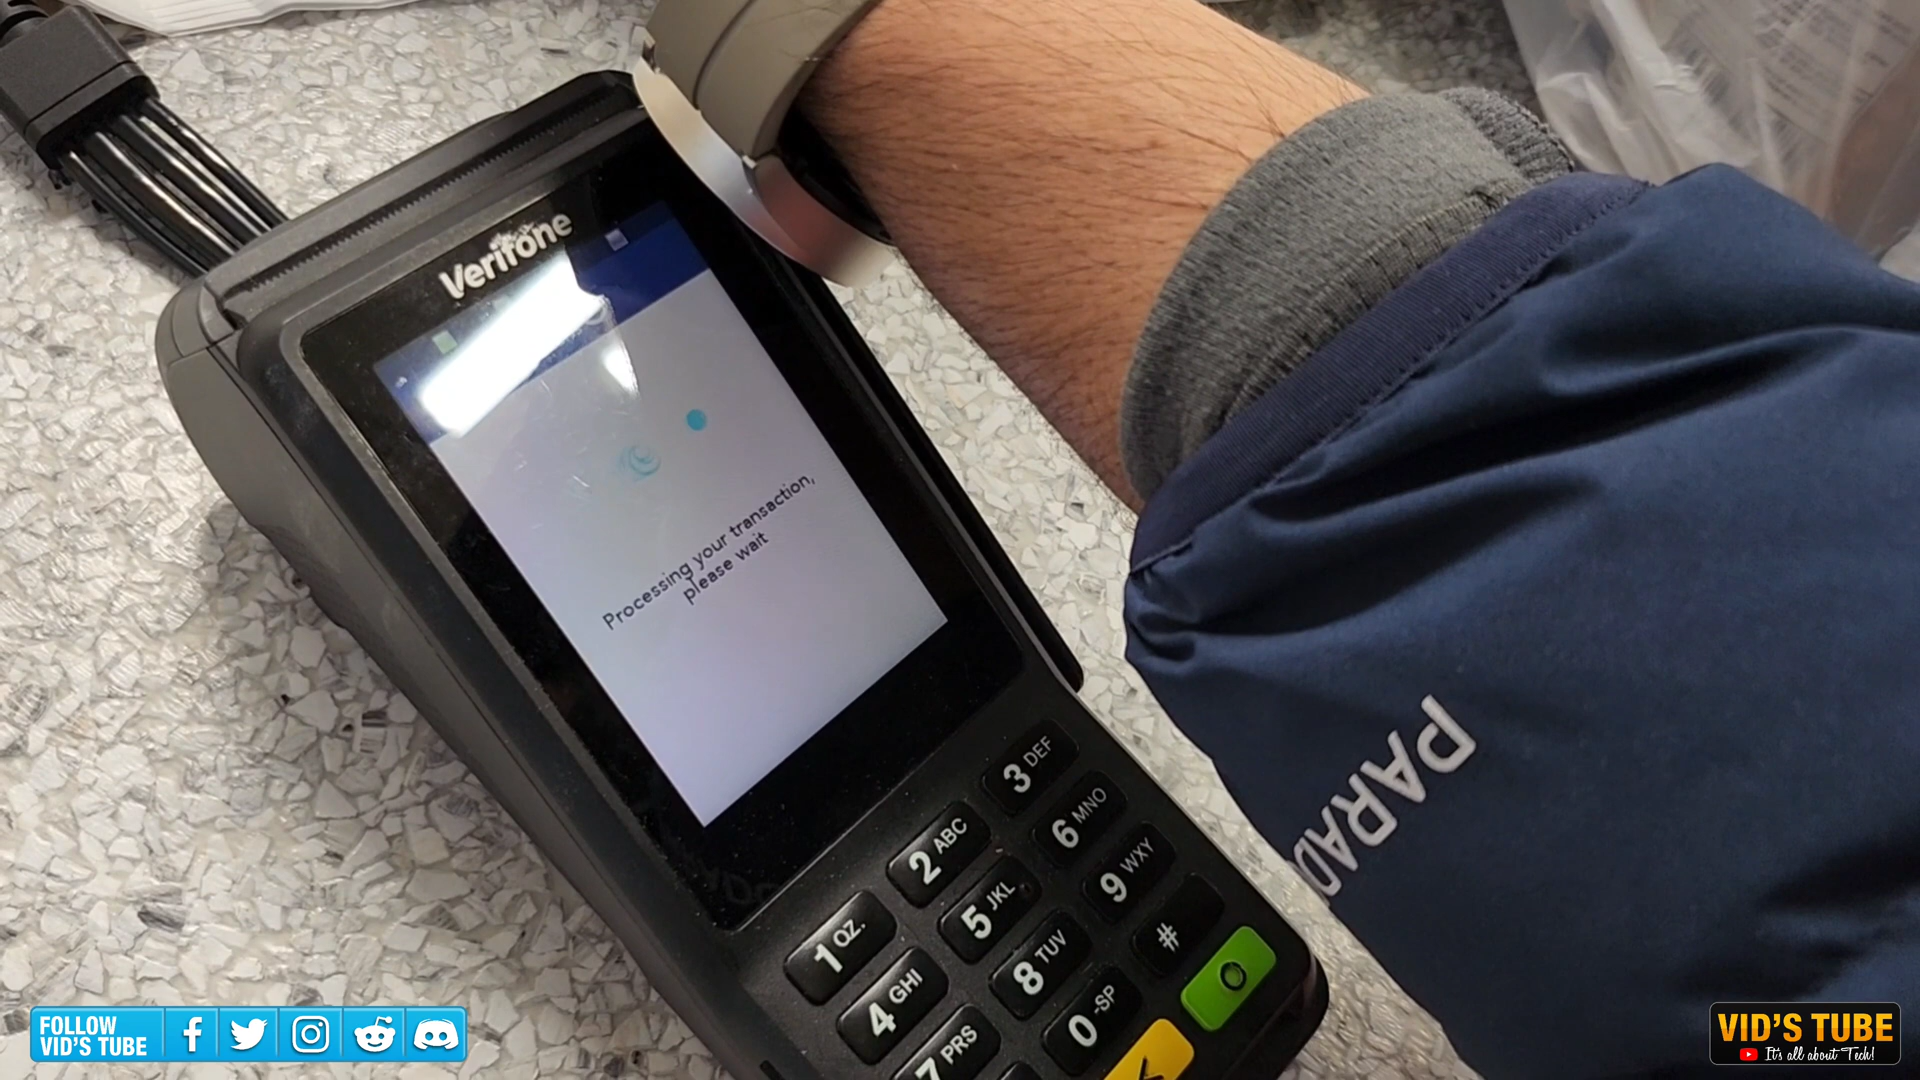 Verifone
Processing your transaction,
please wait
1 QZ.
2 ABC
3 DEF
4 GHI
5 JKL
6 MNO
7 PRS
8 TUV
9 WXY
0 -SP
#
PARAD
FOLLOW
VID'S TUBE
VID'S TUBE
It's all about Tech!